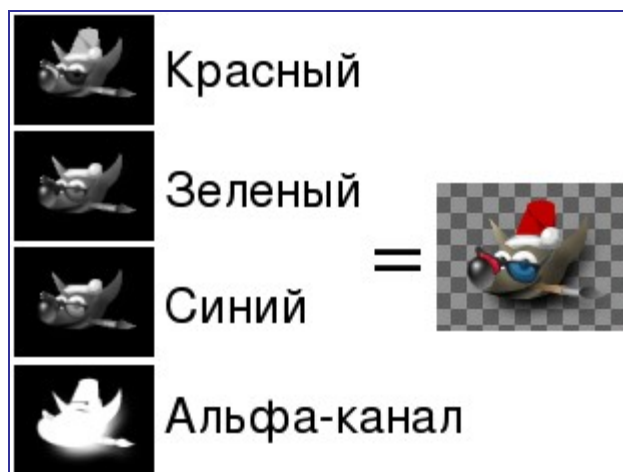 Красный
Зеленый
=
Синий
Альфа-канал